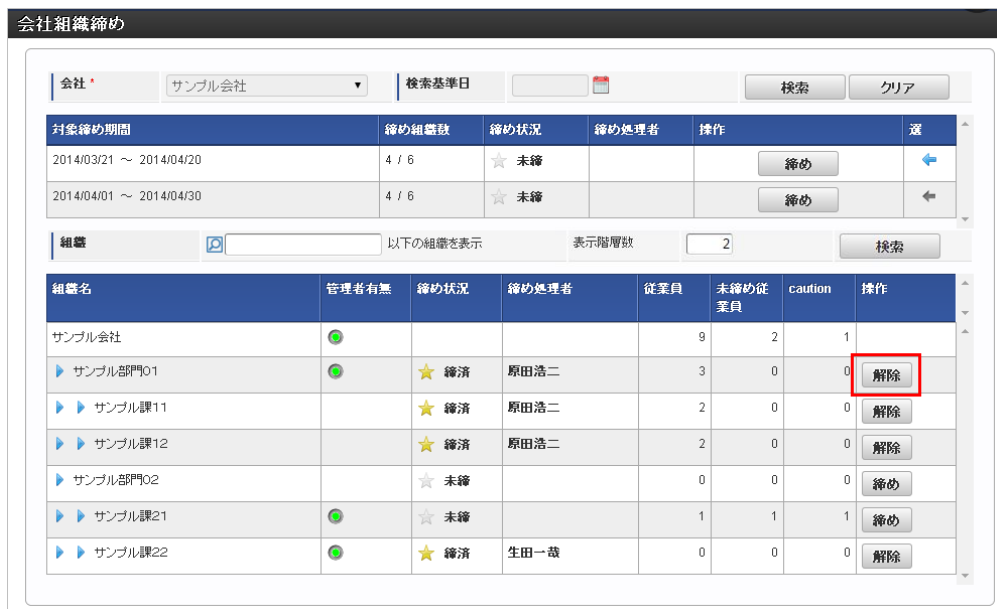 会社組織締め
会社 * サンプル会社 ▼ 検索基準日 検索 クリア
対象締め期間 締め組織数 締め状況 締め処理者 操作 選
2014/03/21 ～ 2014/04/20 4 / 6 未締 締め
2014/04/01 ～ 2014/04/30 4 / 6 未締 締め
組織 以下の組織を表示 表示階層数 2 検索
組織名 管理者有無 締め状況 締め処理者 従業員 未締め従業員 caution 操作
サンプル会社 9 2 1
サンプル部門01 締済 原田浩二 3 0 0 解除
サンプル課11 締済 原田浩二 2 0 0 解除
サンプル課12 締済 原田浩二 2 0 0 解除
サンプル部門02 未締 0 0 0 締め
サンプル課21 未締 1 1 1 締め
サンプル課22 締済 生田一哉 0 0 0 解除